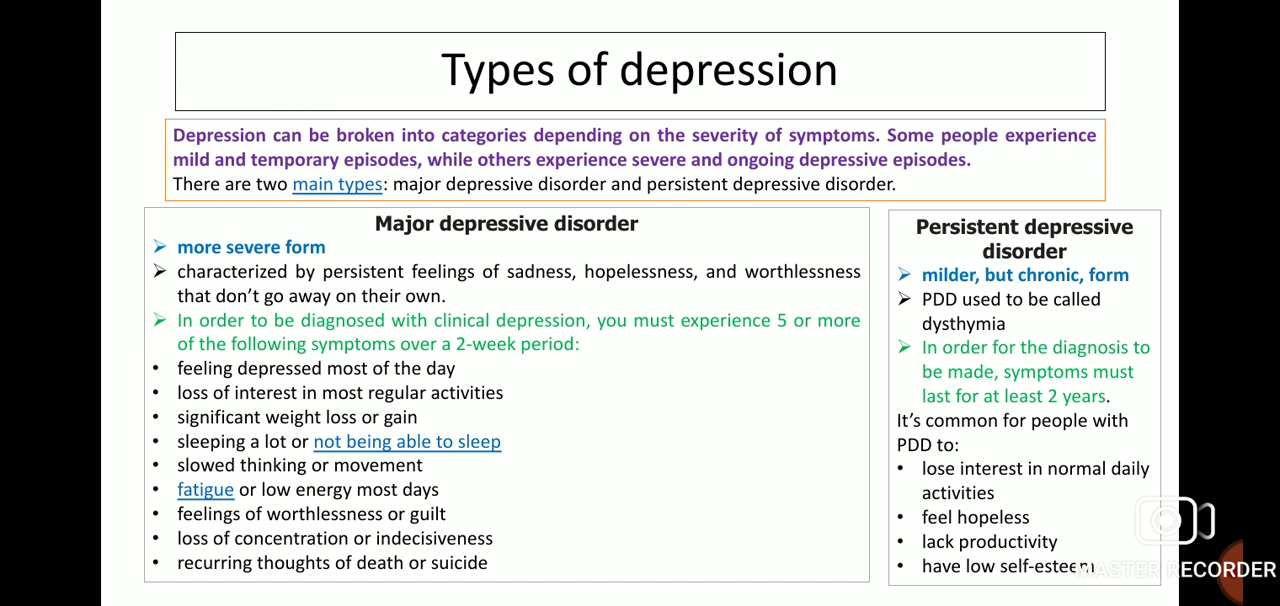 Types of depression
Depression can be broken into categories depending on the severity of symptoms. Some people experience
mild and temporary episodes, while others experience severe and ongoing depressive episodes.
There are two main types: major depressive disorder and persistent depressive disorder.
Major depressive disorder
➢ more severe form
➢ characterized by persistent feelings of sadness, hopelessness, and worthlessness
that don't go away on their own.
➢ In order to be diagnosed with clinical depression, you must experience 5 or more
of the following symptoms over a 2-week period:
• feeling depressed most of the day
• loss of interest in most regular activities
• significant weight loss or gain
• sleeping a lot or not being able to sleep
• slowed thinking or movement
• fatigue or low energy most days
• feelings of worthlessness or guilt
• loss of concentration or indecisiveness
• recurring thoughts of death or suicide
Persistent depressive
disorder
➢ milder, but chronic, form
➢ PDD used to be called
dysthymia
➢ In order for the diagnosis to
be made, symptoms must
last for at least 2 years.
It's common for people with
PDD to:
• lose interest in normal daily
activities
• feel hopeless
• lack productivity
• have low self-esteem
MASTER RECORDER